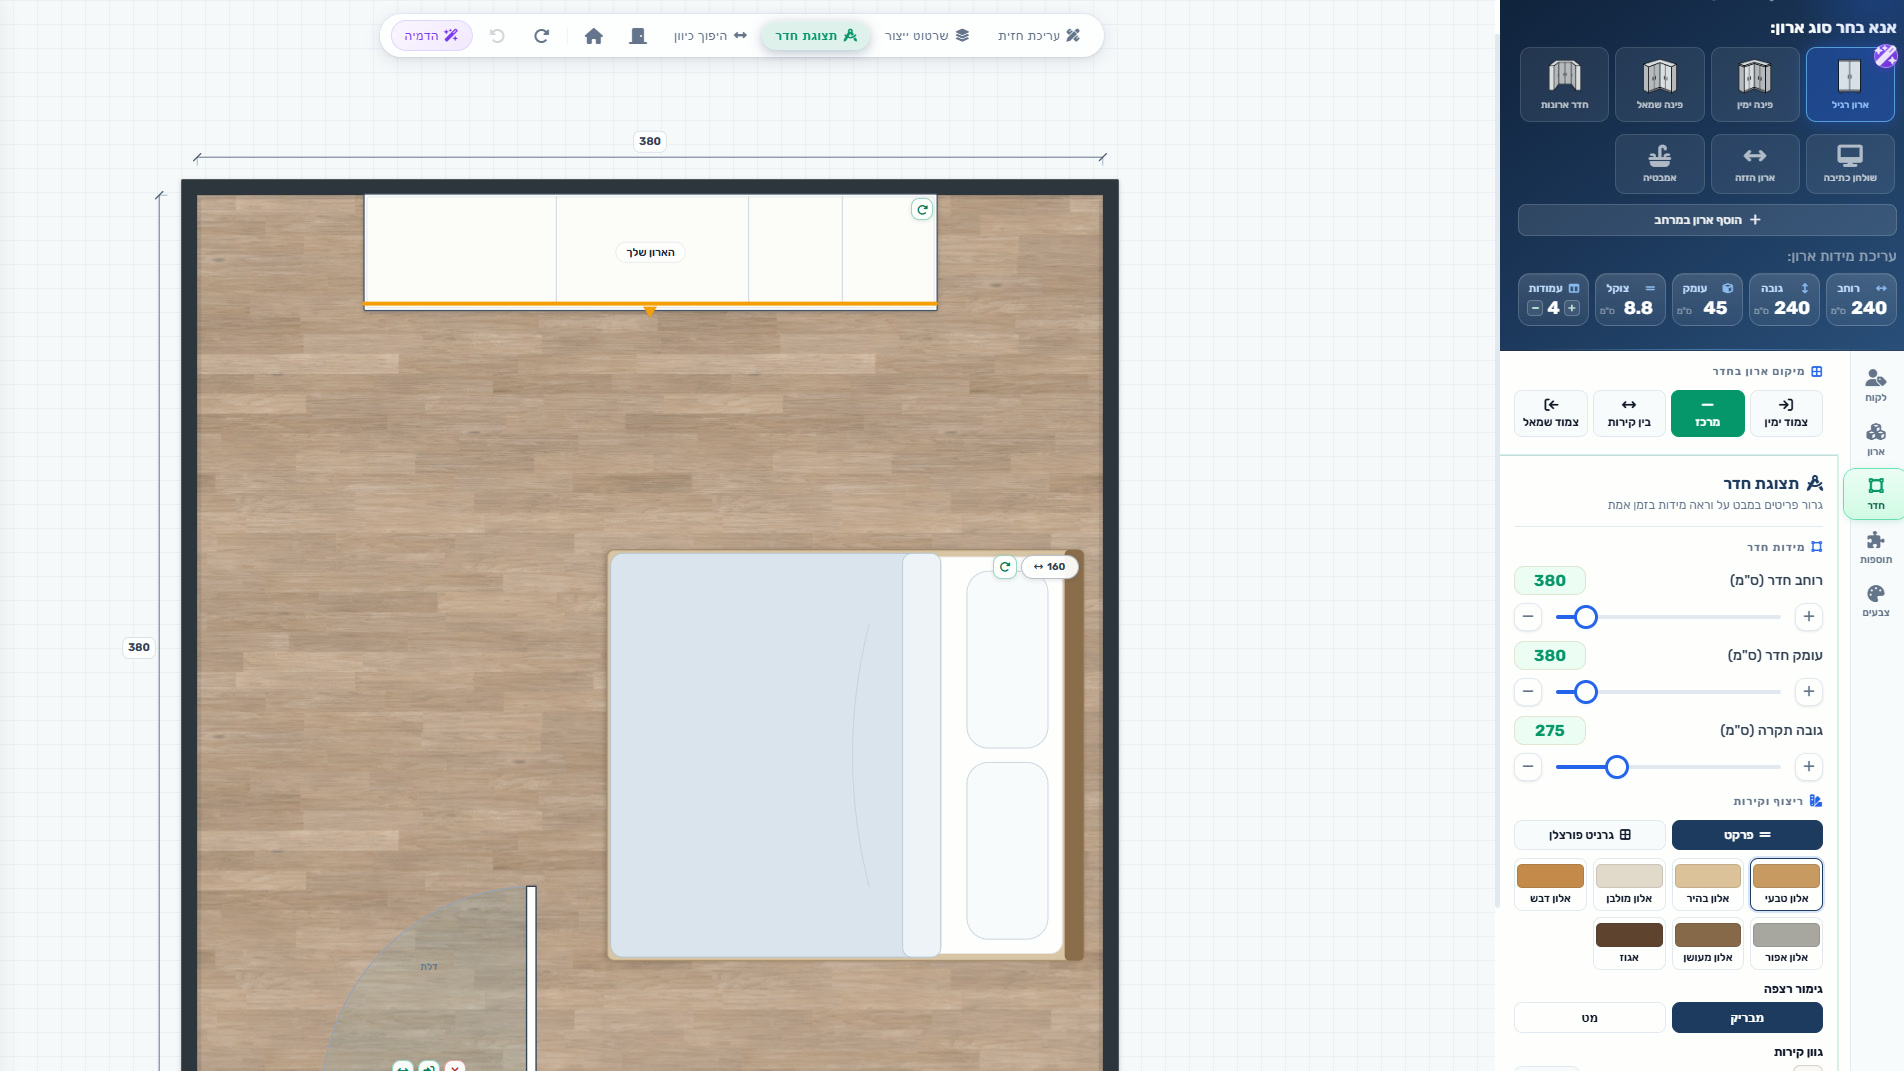 אנא בחר סוג ארון:
ארון רגיל
פינה ימין
פינה שמאל
חדר ארונות
שולחן כתיבה
ארון הזזה
אמבטיה
הוסף ארון במרחב
עריכת מידות ארון:
רוחב
240 ס"מ
גובה
240 ס"מ
עומק
45 ס"מ
צוקל
8.8 ס"מ
עמודות
+ 4 −
עריכת חזית
שרטוט ייצור
תצוגת חדר
היפוך כיוון
הדמיה
380
הארון שלך
160
380
דלת
מיקום ארון בחדר
צמוד ימין
מרכז
בין קירות
צמוד שמאל
תצוגת חדר
גרור פריטים במבט על וראה מידות בזמן אמת
מידות חדר
רוחב חדר (ס"מ) 380
עומק חדר (ס"מ) 380
גובה תקרה (ס"מ) 275
ריצוף וקירות
פרקט
גרניט פורצלן
אלון טבעי
אלון בהיר
אלון מולבן
אלון דבש
אלון אפור
אלון מעושן
אגוז
גימור רצפה
מבריק
מט
גוון קירות
לקוח
ארון
חדר
תוספות
צבעים